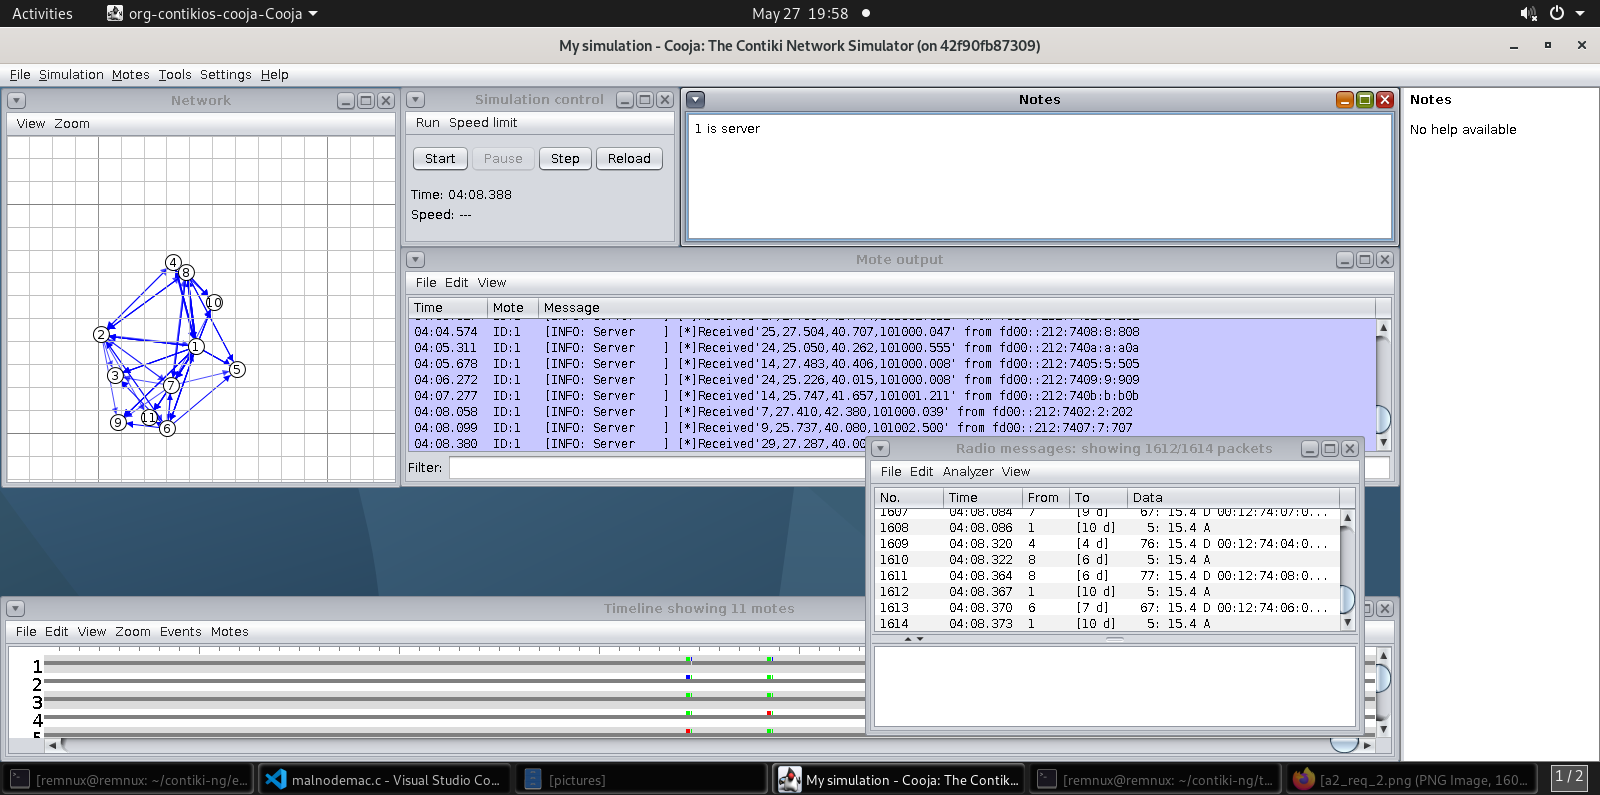 Activities org-contikios-cooja-Cooja May 27 19:58
My simulation - Cooja: The Contiki Network Simulator (on 42f90fb87309)
File Simulation Motes Tools Settings Help
Network
View Zoom
4
8
10
2
1
3
5
7
9
11
6
Simulation control
Run Speed limit
Start Pause Step Reload
Time: 04:08.388
Speed: ---
Notes
1 is server
Notes
No help available
Mote output
File Edit View
Time Mote Message
04:04.574 ID:1 [INFO: Server ] [*]Received'25,27.504,40.707,101000.047' from fd00::212:7408:8:808
04:05.311 ID:1 [INFO: Server ] [*]Received'24,25.050,40.262,101000.555' from fd00::212:740a:a:a0a
04:05.678 ID:1 [INFO: Server ] [*]Received'14,27.483,40.406,101000.008' from fd00::212:7405:5:505
04:06.272 ID:1 [INFO: Server ] [*]Received'24,25.226,40.015,101000.008' from fd00::212:7409:9:909
04:07.277 ID:1 [INFO: Server ] [*]Received'14,25.747,41.657,101001.211' from fd00::212:740b:b:b0b
04:08.058 ID:1 [INFO: Server ] [*]Received'7,27.410,42.380,101000.039' from fd00::212:7402:2:202
04:08.099 ID:1 [INFO: Server ] [*]Received'9,25.737,40.080,101002.500' from fd00::212:7407:7:707
04:08.380 ID:1 [INFO: Server ] [*]Received'29,27.287,40.00
Filter:
Radio messages: showing 1612/1614 packets
File Edit Analyzer View
No. Time From To Data
1607 04:08.084 7 [9 d] 67: 15.4 D 00:12:74:07:0...
1608 04:08.086 1 [10 d] 5: 15.4 A
1609 04:08.320 4 [4 d] 76: 15.4 D 00:12:74:04:0...
1610 04:08.322 8 [6 d] 5: 15.4 A
1611 04:08.364 8 [6 d] 77: 15.4 D 00:12:74:08:0...
1612 04:08.367 1 [10 d] 5: 15.4 A
1613 04:08.370 6 [7 d] 67: 15.4 D 00:12:74:06:0...
1614 04:08.373 1 [10 d] 5: 15.4 A
Timeline showing 11 motes
File Edit View Zoom Events Motes
1
2
3
4
5
[remnux@remnux: ~/contiki-ng/e... malnodemac.c - Visual Studio Co... [pictures] My simulation - Cooja: The Contik... [remnux@remnux: ~/contiki-ng/t... [a2_req_2.png (PNG Image, 160... 1 / 2